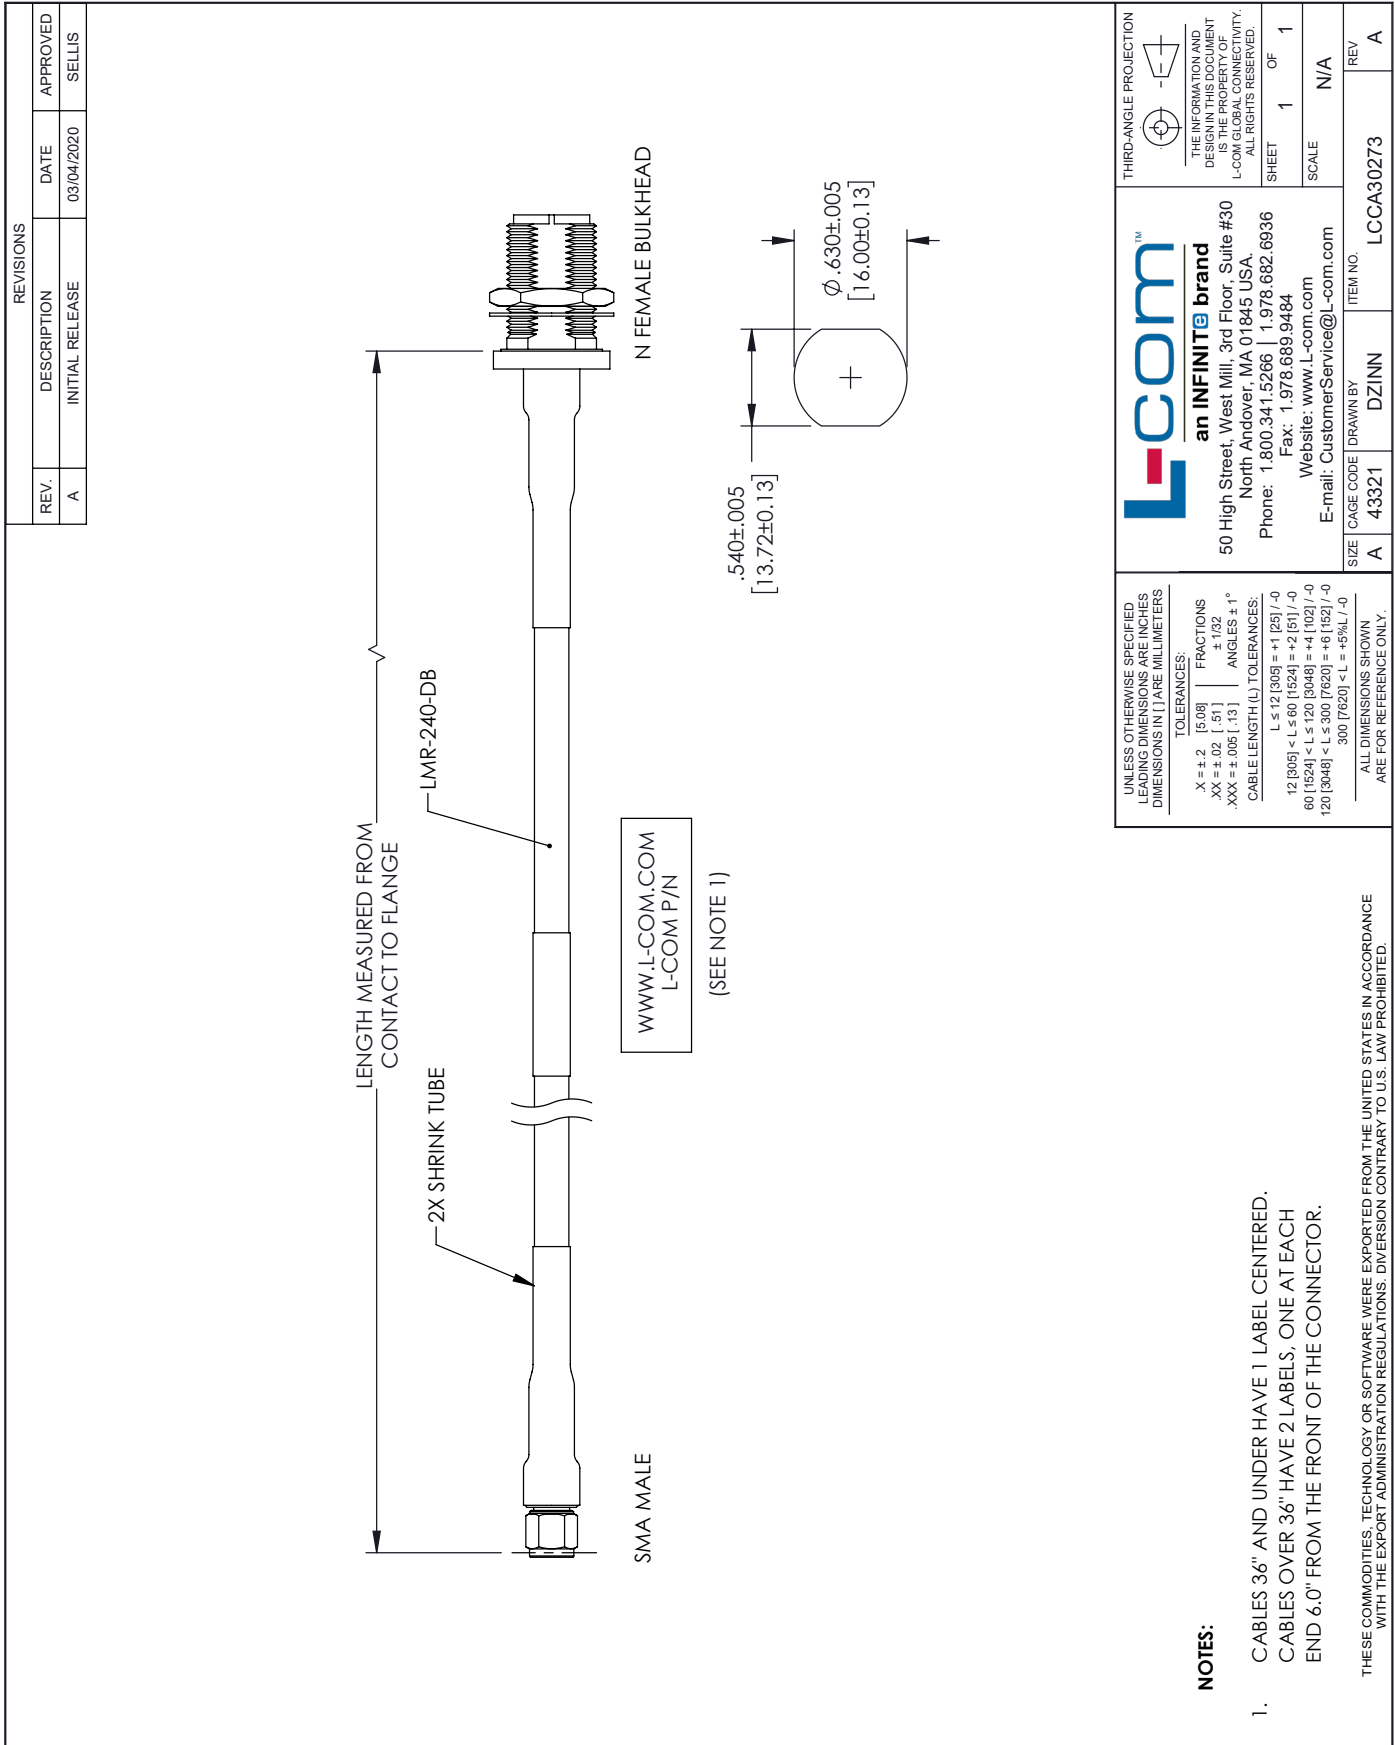 REVISIONS
REV. DESCRIPTION DATE APPROVED
A INITIAL RELEASE 03/04/2020 SELLIS
LENGTH MEASURED FROM
CONTACT TO FLANGE
2X SHRINK TUBE
LMR-240-DB
SMA MALE
N FEMALE BULKHEAD
WWW.L-COM.COM
L-COM P/N
(SEE NOTE 1)
.540±.005
[13.72±0.13]
Ø.630±.005
[16.00±0.13]
NOTES:
1. CABLES 36" AND UNDER HAVE 1 LABEL CENTERED.
CABLES OVER 36" HAVE 2 LABELS, ONE AT EACH
END 6.0" FROM THE FRONT OF THE CONNECTOR.
THESE COMMODITIES, TECHNOLOGY OR SOFTWARE WERE EXPORTED FROM THE UNITED STATES IN ACCORDANCE
WITH THE EXPORT ADMINISTRATION REGULATIONS. DIVERSION CONTRARY TO U.S. LAW PROHIBITED.
UNLESS OTHERWISE SPECIFIED
LEADING DIMENSIONS ARE INCHES
DIMENSIONS IN [ ] ARE MILLIMETERS
TOLERANCES:
.X = ± .2 [5.08] FRACTIONS
.XX = ± .02 [ .51 ] ± 1/32
.XXX = ± .005 [ .13 ] ANGLES ± 1°
CABLE LENGTH (L) TOLERANCES:
L ≤ 12 [305] = +1 [25] / -0
12 [305] < L ≤ 60 [1524] = +2 [51] / -0
60 [1524] < L ≤ 120 [3048] = +4 [102] / -0
120 [3048] < L ≤ 300 [7620] = +6 [152] / -0
300 [7620] < L = +5%L / -0
ALL DIMENSIONS SHOWN
ARE FOR REFERENCE ONLY.
L-com™
an INFINITe brand
50 High Street, West Mill, 3rd Floor, Suite #30
North Andover, MA 01845 USA.
Phone: 1.800.341.5266 | 1.978.682.6936
Fax: 1.978.689.9484
Website: www.L-com.com
E-mail: CustomerService@L-com.com
THIRD-ANGLE PROJECTION
THE INFORMATION AND
DESIGN IN THIS DOCUMENT
IS THE PROPERTY OF
L-COM GLOBAL CONNECTIVITY.
ALL RIGHTS RESERVED.
SHEET 1 OF 1
SCALE N/A
SIZE A
CAGE CODE 43321
DRAWN BY DZINN
ITEM NO. LCCA30273
REV A